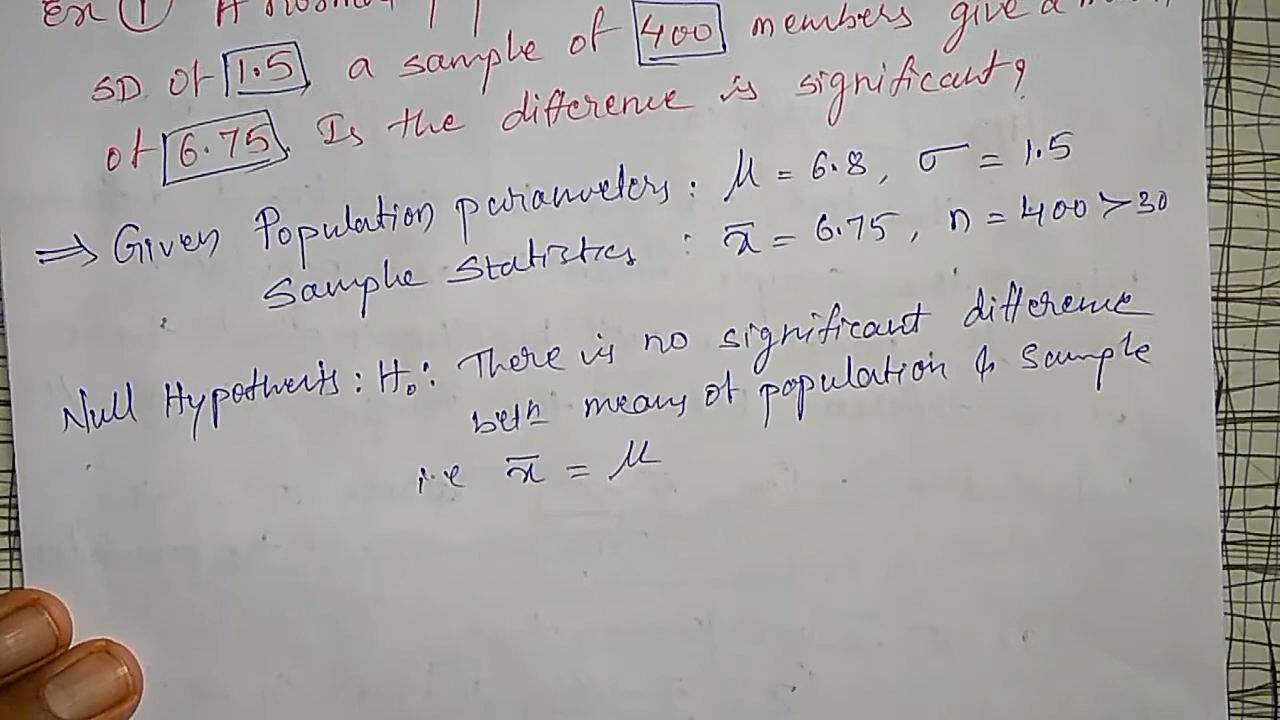 Ex ① A
SD of 1.5, a sample of 400 members give a
of 6.75. Is the difference is significant?
⇒ Given Population parameters : μ = 6.8, σ = 1.5
Sample Statistics : x̄ = 6.75, n = 400 > 30
Null Hypothesis : H₀ : There is no significant difference
betn means of population & sample
i.e x̄ = μ